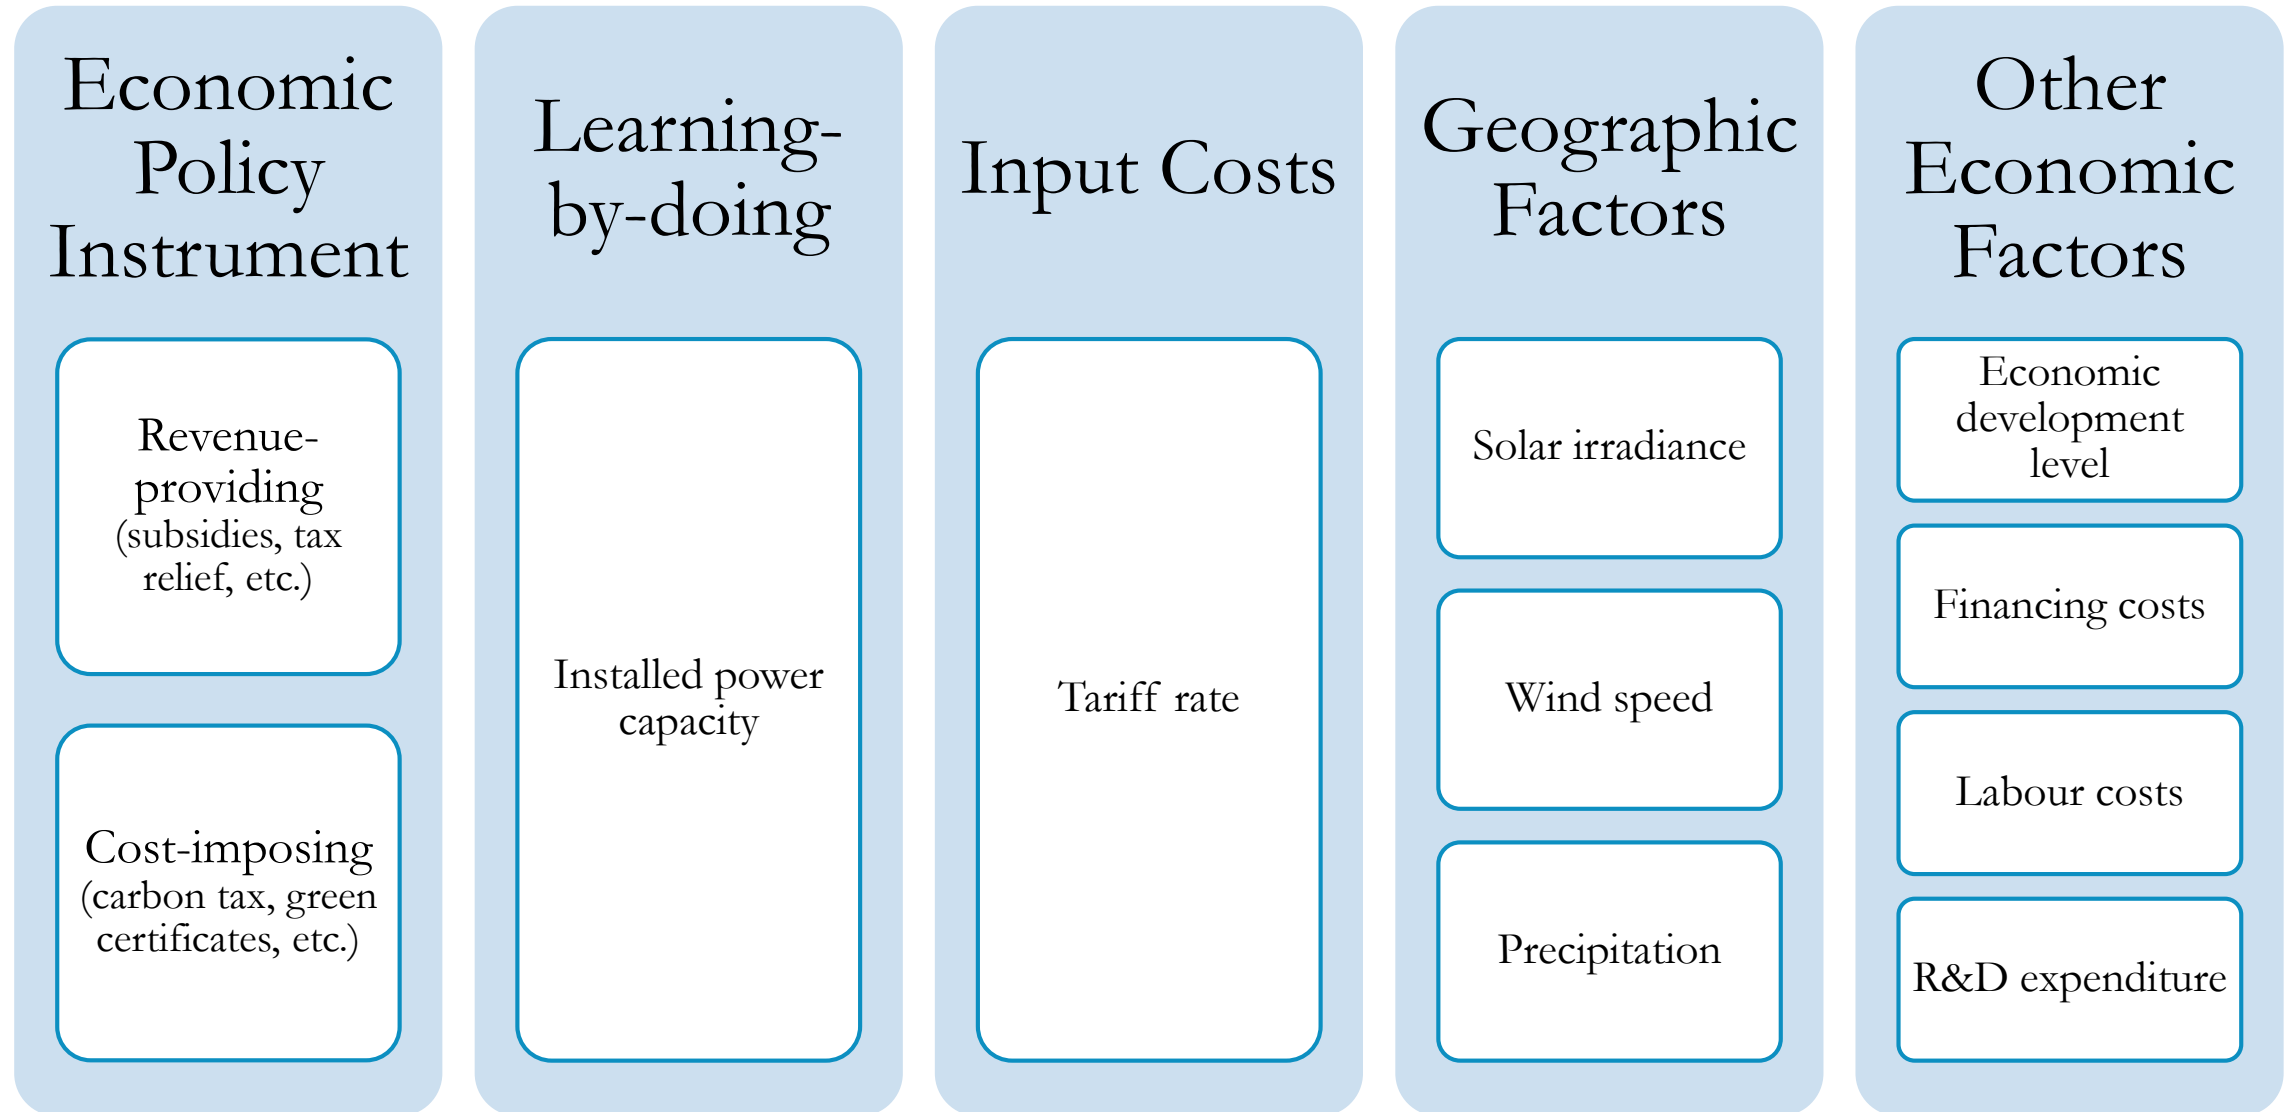 Economic
Policy
Instrument
Revenue-
providing
(subsidies, tax
relief, etc.)
Cost-imposing
(carbon tax, green
certificates, etc.)
Learning-
by-doing
Installed power
capacity
Input Costs
Tariff rate
Geographic
Factors
Solar irradiance
Wind speed
Precipitation
Other
Economic
Factors
Economic
development
level
Financing costs
Labour costs
R&D expenditure